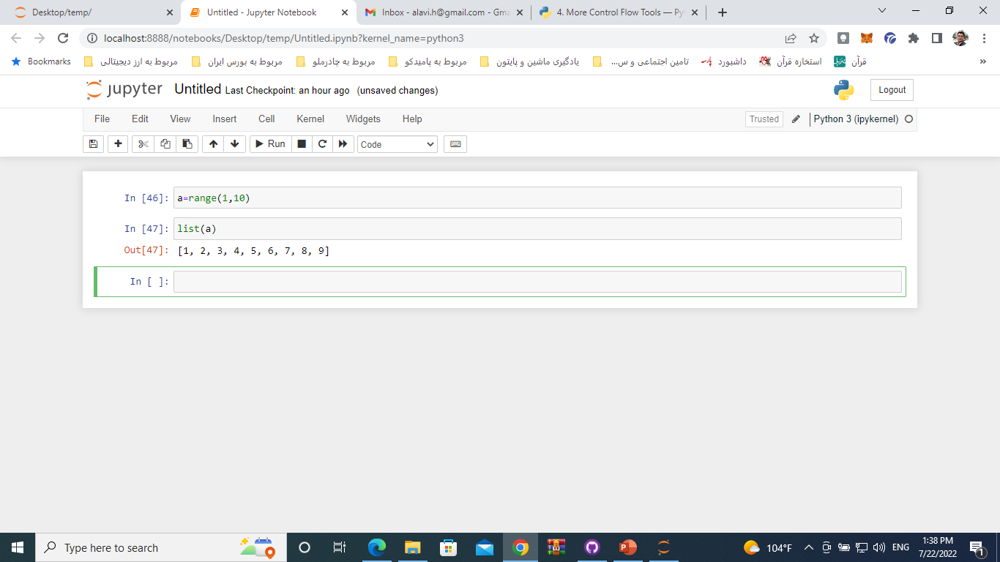 Desktop/temp/
Untitled - Jupyter Notebook
Inbox - alavi.h@gmail.com - Gma
4. More Control Flow Tools — Py
localhost:8888/notebooks/Desktop/temp/Untitled.ipynb?kernel_name=python3
Bookmarks
مربوط به ارز دیجیتالی
مربوط به بورس ایران
مربوط به چادرملو
مربوط به پامیدکو
یادگیری ماشین و پایتون
تامین اجتماعی و س...
داشبورد
استخاره قرآن
قرآن
»
jupyter Untitled Last Checkpoint: an hour ago (unsaved changes)
Logout
File Edit View Insert Cell Kernel Widgets Help
Trusted
Python 3 (ipykernel)
Run
Code
In [46]: a=range(1,10)
In [47]: list(a)
Out[47]: [1, 2, 3, 4, 5, 6, 7, 8, 9]
In [ ]:
Type here to search
104°F
ENG
1:38 PM
7/22/2022
1